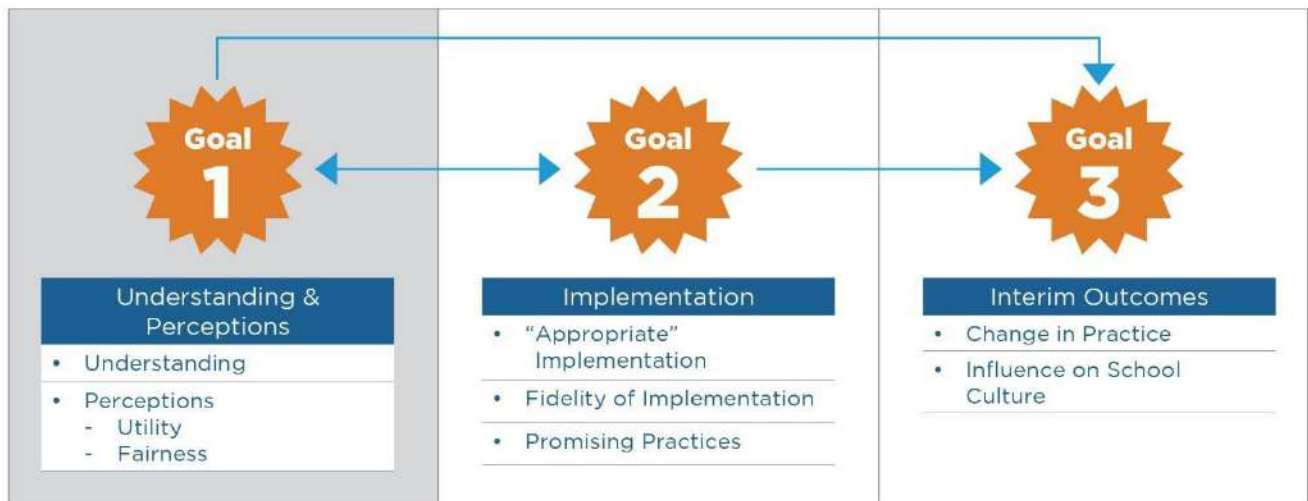 Goal
1
Understanding &
Perceptions
• Understanding
• Perceptions
- Utility
- Fairness
Goal
2
Implementation
• “Appropriate”
Implementation
• Fidelity of Implementation
• Promising Practices
Goal
3
Interim Outcomes
• Change in Practice
• Influence on School
Culture